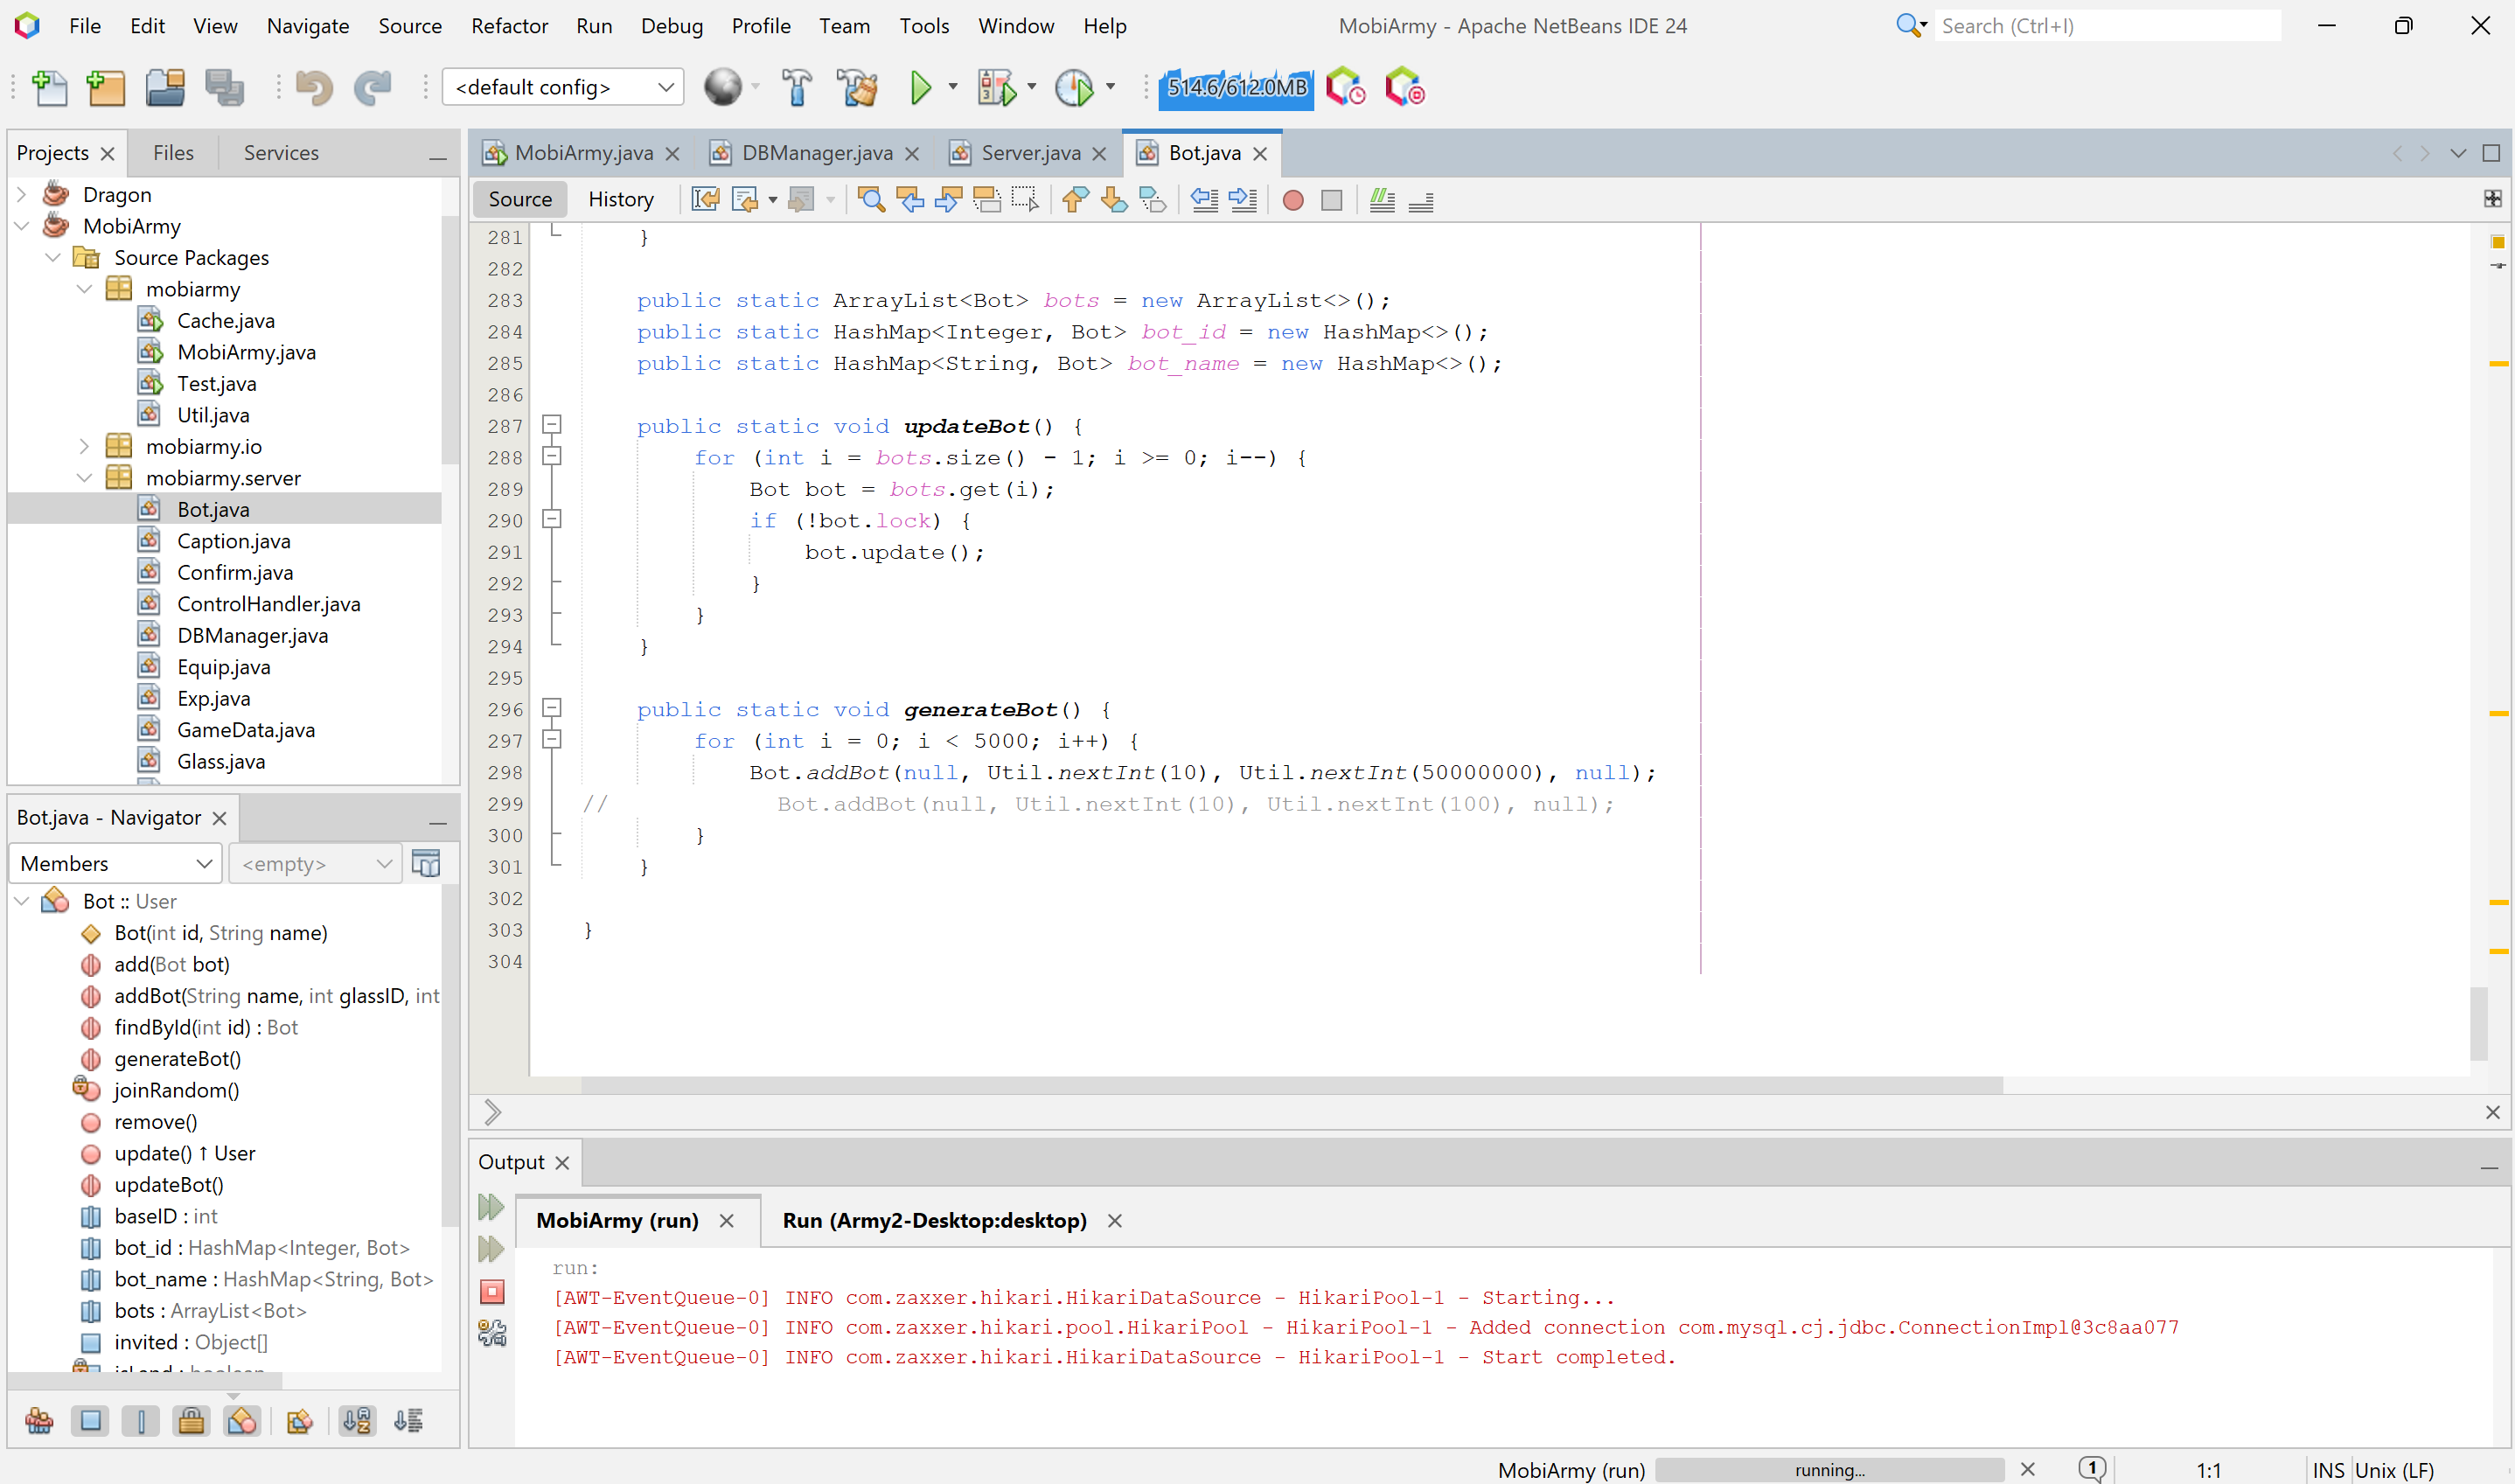 File Edit View Navigate Source Refactor Run Debug Profile Team Tools Window Help
MobiArmy - Apache NetBeans IDE 24
Search (Ctrl+I)
<default config>
514.6/612.0MB
Projects Files Services
Dragon
MobiArmy
Source Packages
mobiarmy
Cache.java
MobiArmy.java
Test.java
Util.java
mobiarmy.io
mobiarmy.server
Bot.java
Caption.java
Confirm.java
ControlHandler.java
DBManager.java
Equip.java
Exp.java
GameData.java
Glass.java
Bot.java - Navigator
Members
<empty>
Bot :: User
Bot(int id, String name)
add(Bot bot)
addBot(String name, int glassID, int
findById(int id) : Bot
generateBot()
joinRandom()
remove()
update() ↑ User
updateBot()
baseID : int
bot_id : HashMap<Integer, Bot>
bot_name : HashMap<String, Bot>
bots : ArrayList<Bot>
invited : Object[]
MobiArmy.java DBManager.java Server.java Bot.java
Source History
281 }
282
283 public static ArrayList<Bot> bots = new ArrayList<>();
284 public static HashMap<Integer, Bot> bot_id = new HashMap<>();
285 public static HashMap<String, Bot> bot_name = new HashMap<>();
286
287 public static void updateBot() {
288 for (int i = bots.size() - 1; i >= 0; i--) {
289 Bot bot = bots.get(i);
290 if (!bot.lock) {
291 bot.update();
292 }
293 }
294 }
295
296 public static void generateBot() {
297 for (int i = 0; i < 5000; i++) {
298 Bot.addBot(null, Util.nextInt(10), Util.nextInt(50000000), null);
299 // Bot.addBot(null, Util.nextInt(10), Util.nextInt(100), null);
300 }
301 }
302
303 }
304
Output
MobiArmy (run) Run (Army2-Desktop:desktop)
run:
[AWT-EventQueue-0] INFO com.zaxxer.hikari.HikariDataSource - HikariPool-1 - Starting...
[AWT-EventQueue-0] INFO com.zaxxer.hikari.pool.HikariPool - HikariPool-1 - Added connection com.mysql.cj.jdbc.ConnectionImpl@3c8aa077
[AWT-EventQueue-0] INFO com.zaxxer.hikari.HikariDataSource - HikariPool-1 - Start completed.
MobiArmy (run) running... 1 1:1 INS Unix (LF)